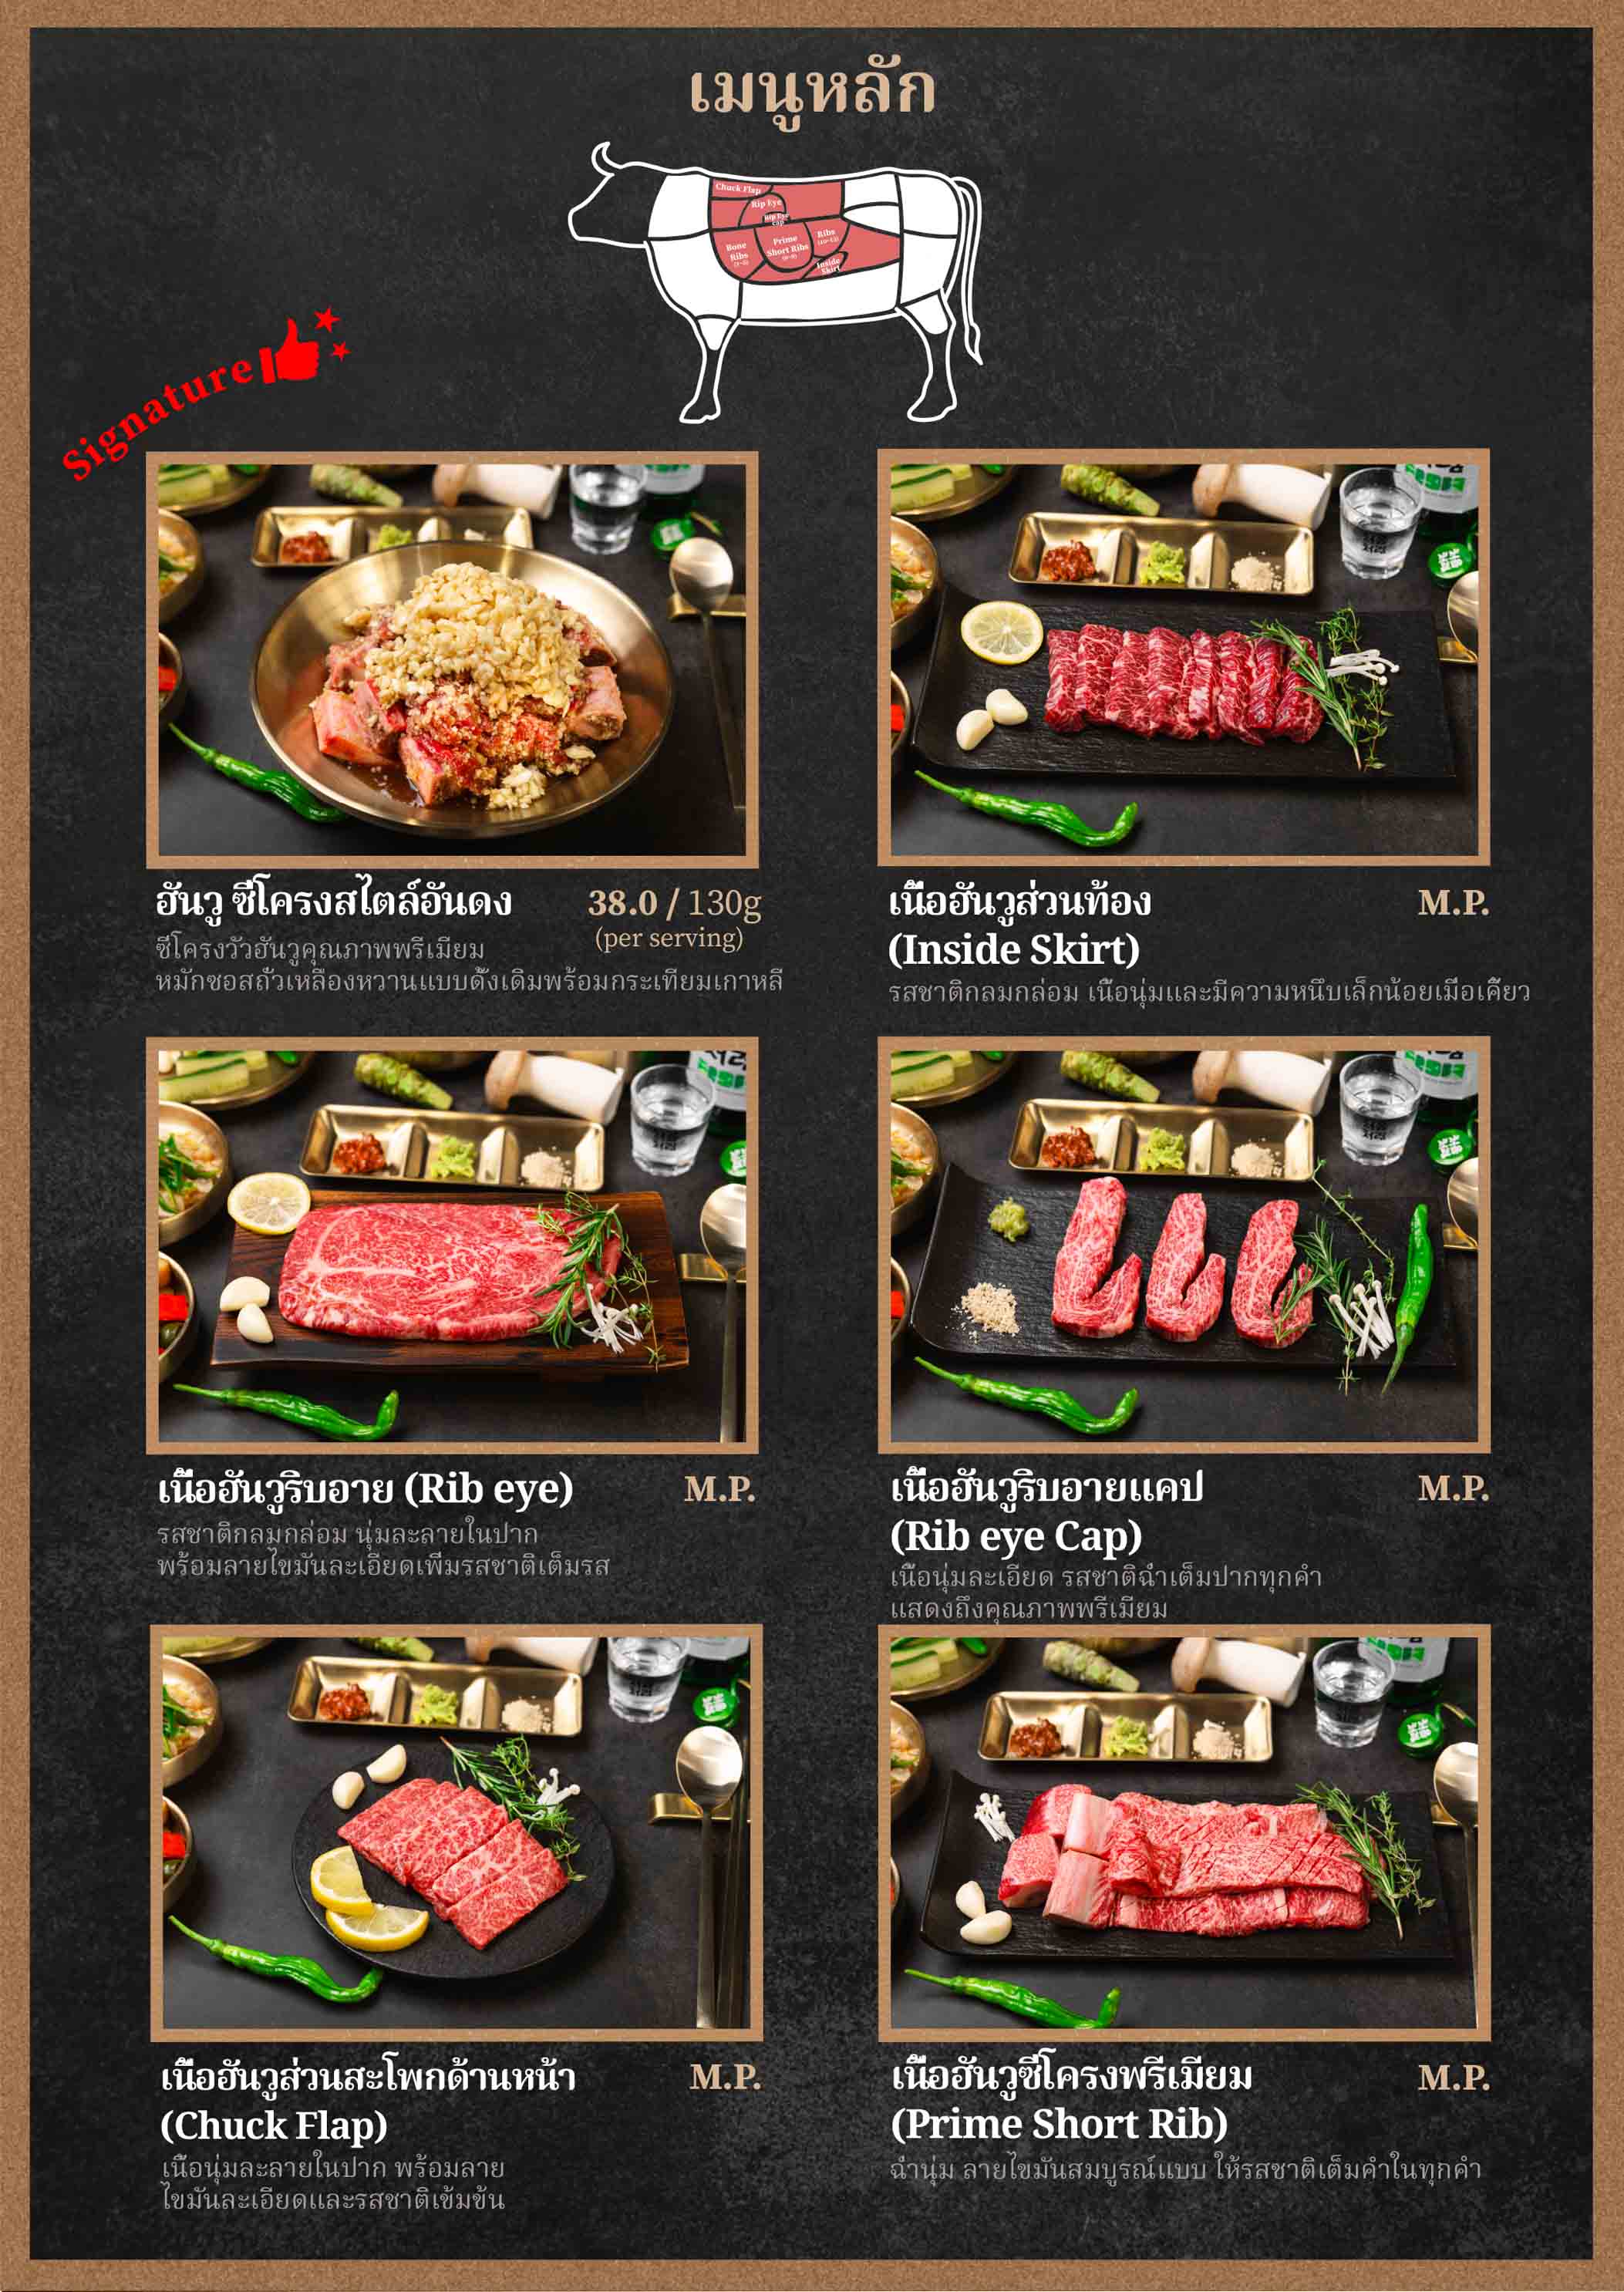 เมนูหลัก
Chuck Flap
Rip Eye
Rip Eye
cap
Bone
Ribs
Prime
Short Ribs
Ribs
Inside
Skirt
Signature
ฮันวู ซี่โครงสไตล์อันดง 38.0 / 130g
(per serving)
ซี่โครงวัวฮันวูคุณภาพพรีเมียม
หมักซอสถั่วเหลืองหวานแบบดั้งเดิมพร้อมกระเทียมเกาหลี
เนื้อฮันวูส่วนท้อง M.P.
(Inside Skirt)
รสชาติกลมกล่อม เนื้อนุ่มและมีความหนึบเล็กน้อยเมื่อเคี้ยว
เนื้อฮันวูริบอาย (Rib eye) M.P.
รสชาติกลมกล่อม นุ่มละลายในปาก
พร้อมลายไขมันละเอียดเพิ่มรสชาติเต็มรส
เนื้อฮันวูริบอายแคป M.P.
(Rib eye Cap)
เนื้อนุ่มละเอียด รสชาติฉ่ำเต็มปากทุกคำ
แสดงถึงคุณภาพพรีเมียม
เนื้อฮันวูส่วนสะโพกด้านหน้า M.P.
(Chuck Flap)
เนื้อนุ่มละลายในปาก พร้อมลาย
ไขมันละเอียดและรสชาติเข้มข้น
เนื้อฮันวูซี่โครงพรีเมียม M.P.
(Prime Short Rib)
ฉ่ำนุ่ม ลายไขมันสมบูรณ์แบบ ให้รสชาติเต็มคำในทุกคำ